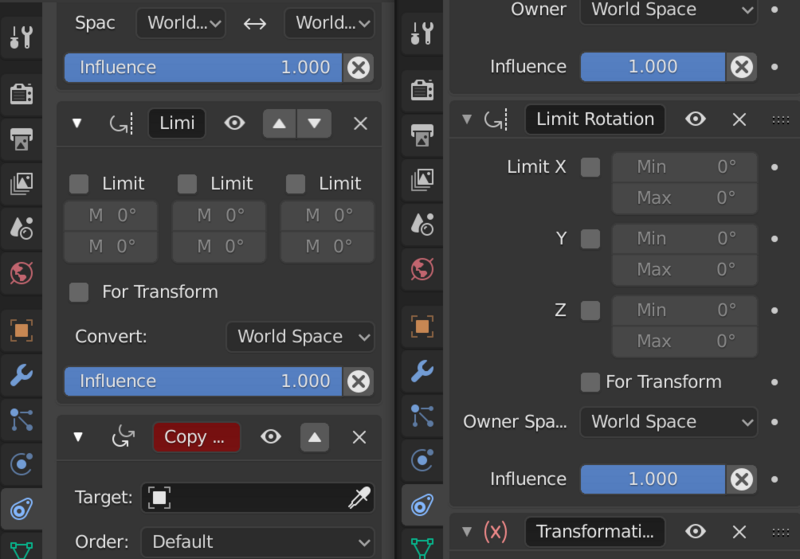 Spac World... World...
Influence 1.000
Limi
Limit Limit Limit
M 0° M 0° M 0°
M 0° M 0° M 0°
For Transform
Convert: World Space
Influence 1.000
Copy ...
Target:
Order: Default
Owner World Space
Influence 1.000
Limit Rotation
Limit X Min 0°
Max 0°
Y Min 0°
Max 0°
Z Min 0°
Max 0°
For Transform
Owner Spa... World Space
Influence 1.000
(x) Transformati...